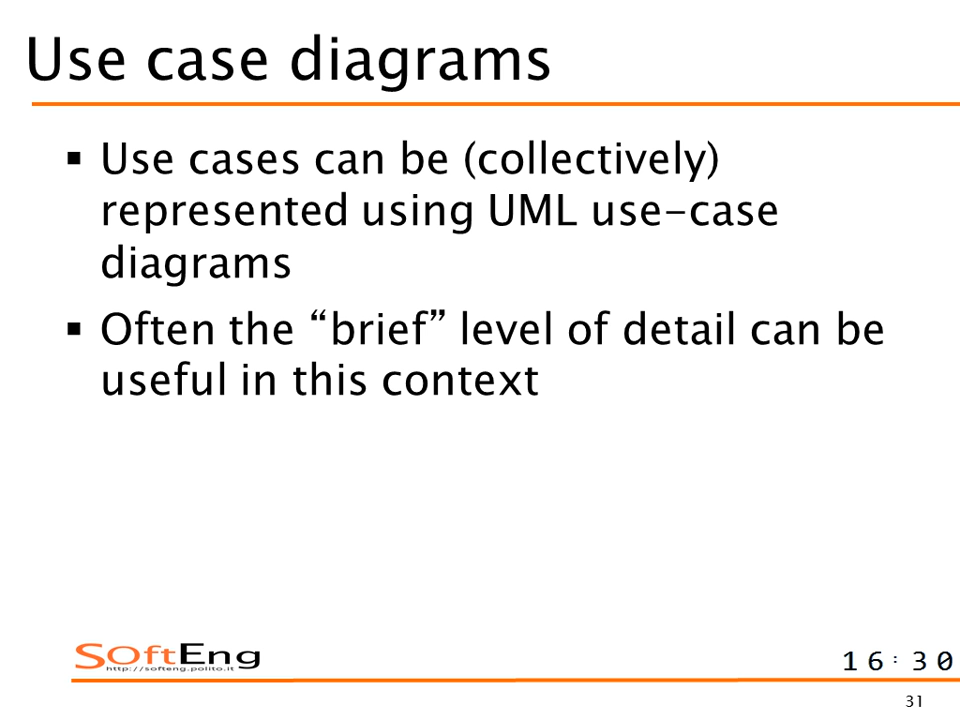 Use case diagrams
▪ Use cases can be (collectively)
represented using UML use-case
diagrams
▪ Often the “brief” level of detail can be
useful in this context
SOftEng
http://softeng.polito.it
16:30
31